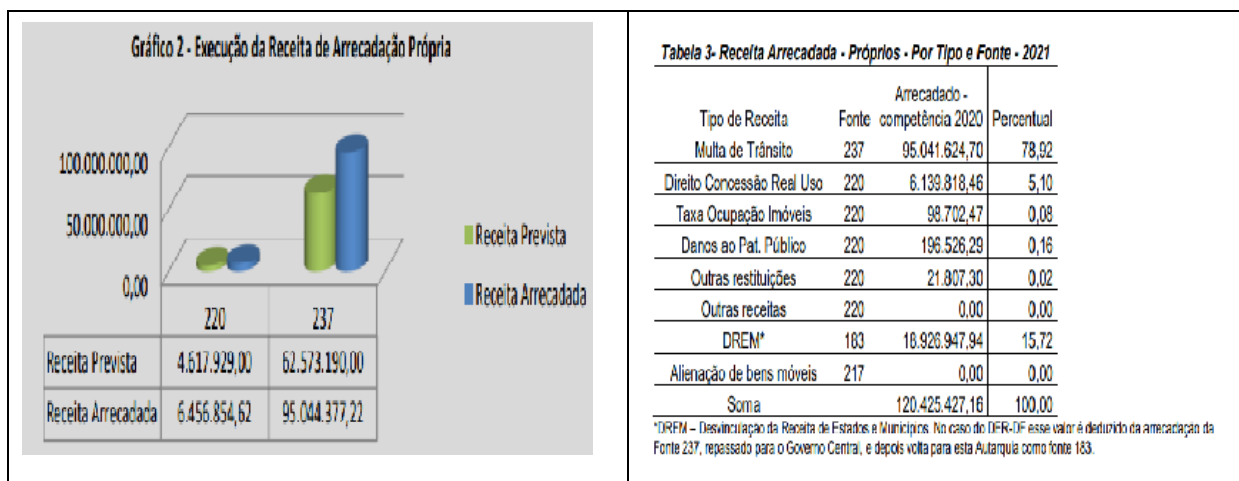 Gráfico 2 - Execução da Receita de Arrecadação Própria
100.000.000,00
50.000.000,00
0,00
Receita Prevista
Receita Arrecadada
220 237
Receita Prevista 4.617.929,00 62.573.190,00
Receita Arrecadada 6.456.854,62 95.044.377,22
Tabela 3- Receita Arrecadada - Próprios - Por Tipo e Fonte - 2021
Arrecadado -
Tipo de Receita Fonte competência 2020 Percentual
Multa de Trânsito 237 95.041.624,70 78,92
Direito Concessão Real Uso 220 6.139.818,46 5,10
Taxa Ocupação Imóveis 220 98.702,47 0,08
Danos ao Pat. Público 220 196.526,29 0,16
Outras restituições 220 21.807,30 0,02
Outras receitas 220 0,00 0,00
DREM* 183 18.926.947,94 15,72
Alienação de bens móveis 217 0,00 0,00
Soma 120.425.427,16 100,00
*DREM – Desvinculação da Receita de Estados e Municípios. No caso do DER-DF esse valor é deduzido da arrecadação da
Fonte 237, repassado para o Governo Central, e depois volta para esta Autarquia como fonte 183.